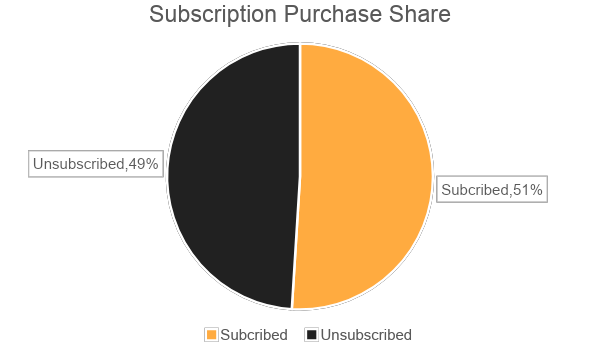 Subscription Purchase Share
Unsubscribed,49%
Subcribed,51%
Subcribed
Unsubscribed